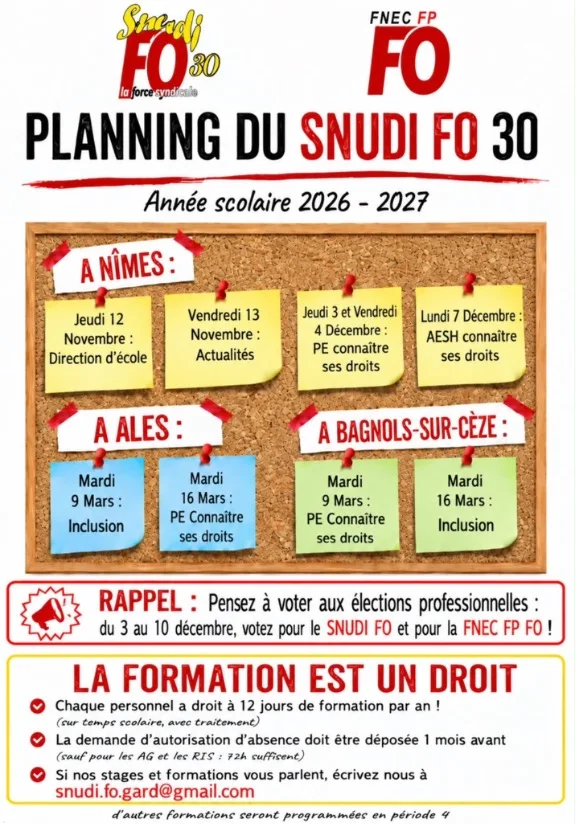 Snudi
FO 30
la force syndicale
FNEC FP
FO
PLANNING DU SNUDI FO 30
Année scolaire 2026 - 2027
A NÎMES :
Jeudi 12
Novembre :
Direction d'école
Vendredi 13
Novembre :
Actualités
Jeudi 3 et Vendredi
4 Décembre :
PE connaître
ses droits
Lundi 7 Décembre :
AESH connaître
ses droits
A ALES :
Mardi
9 Mars :
Inclusion
Mardi
16 Mars :
PE Connaître
ses droits
A BAGNOLS-SUR-CÈZE :
Mardi
9 Mars :
PE Connaître
ses droits
Mardi
16 Mars :
Inclusion
RAPPEL : Pensez à voter aux élections professionnelles :
du 3 au 10 décembre, votez pour le SNUDI FO et pour la FNEC FP FO !
LA FORMATION EST UN DROIT
Chaque personnel a droit à 12 jours de formation par an !
(sur temps scolaire, avec traitement)
La demande d'autorisation d'absence doit être déposée 1 mois avant
(sauf pour les AG et les RIS : 72h suffisent)
Si nos stages et formations vous parlent, écrivez nous à
snudi.fo.gard@gmail.com
d'autres formations seront programmées en période 4